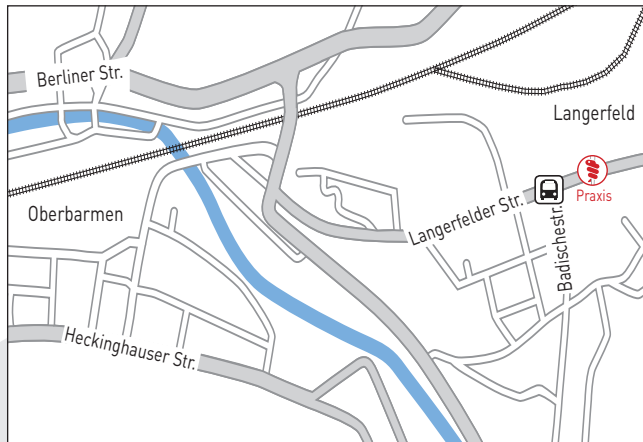 Berliner Str.
Langerfeld
Praxis
Langerfelder Str.
Oberbarmen
Badischestr.
Heckinghauser Str.